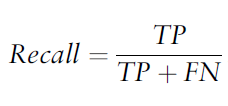 Recall = TP / TP + FN